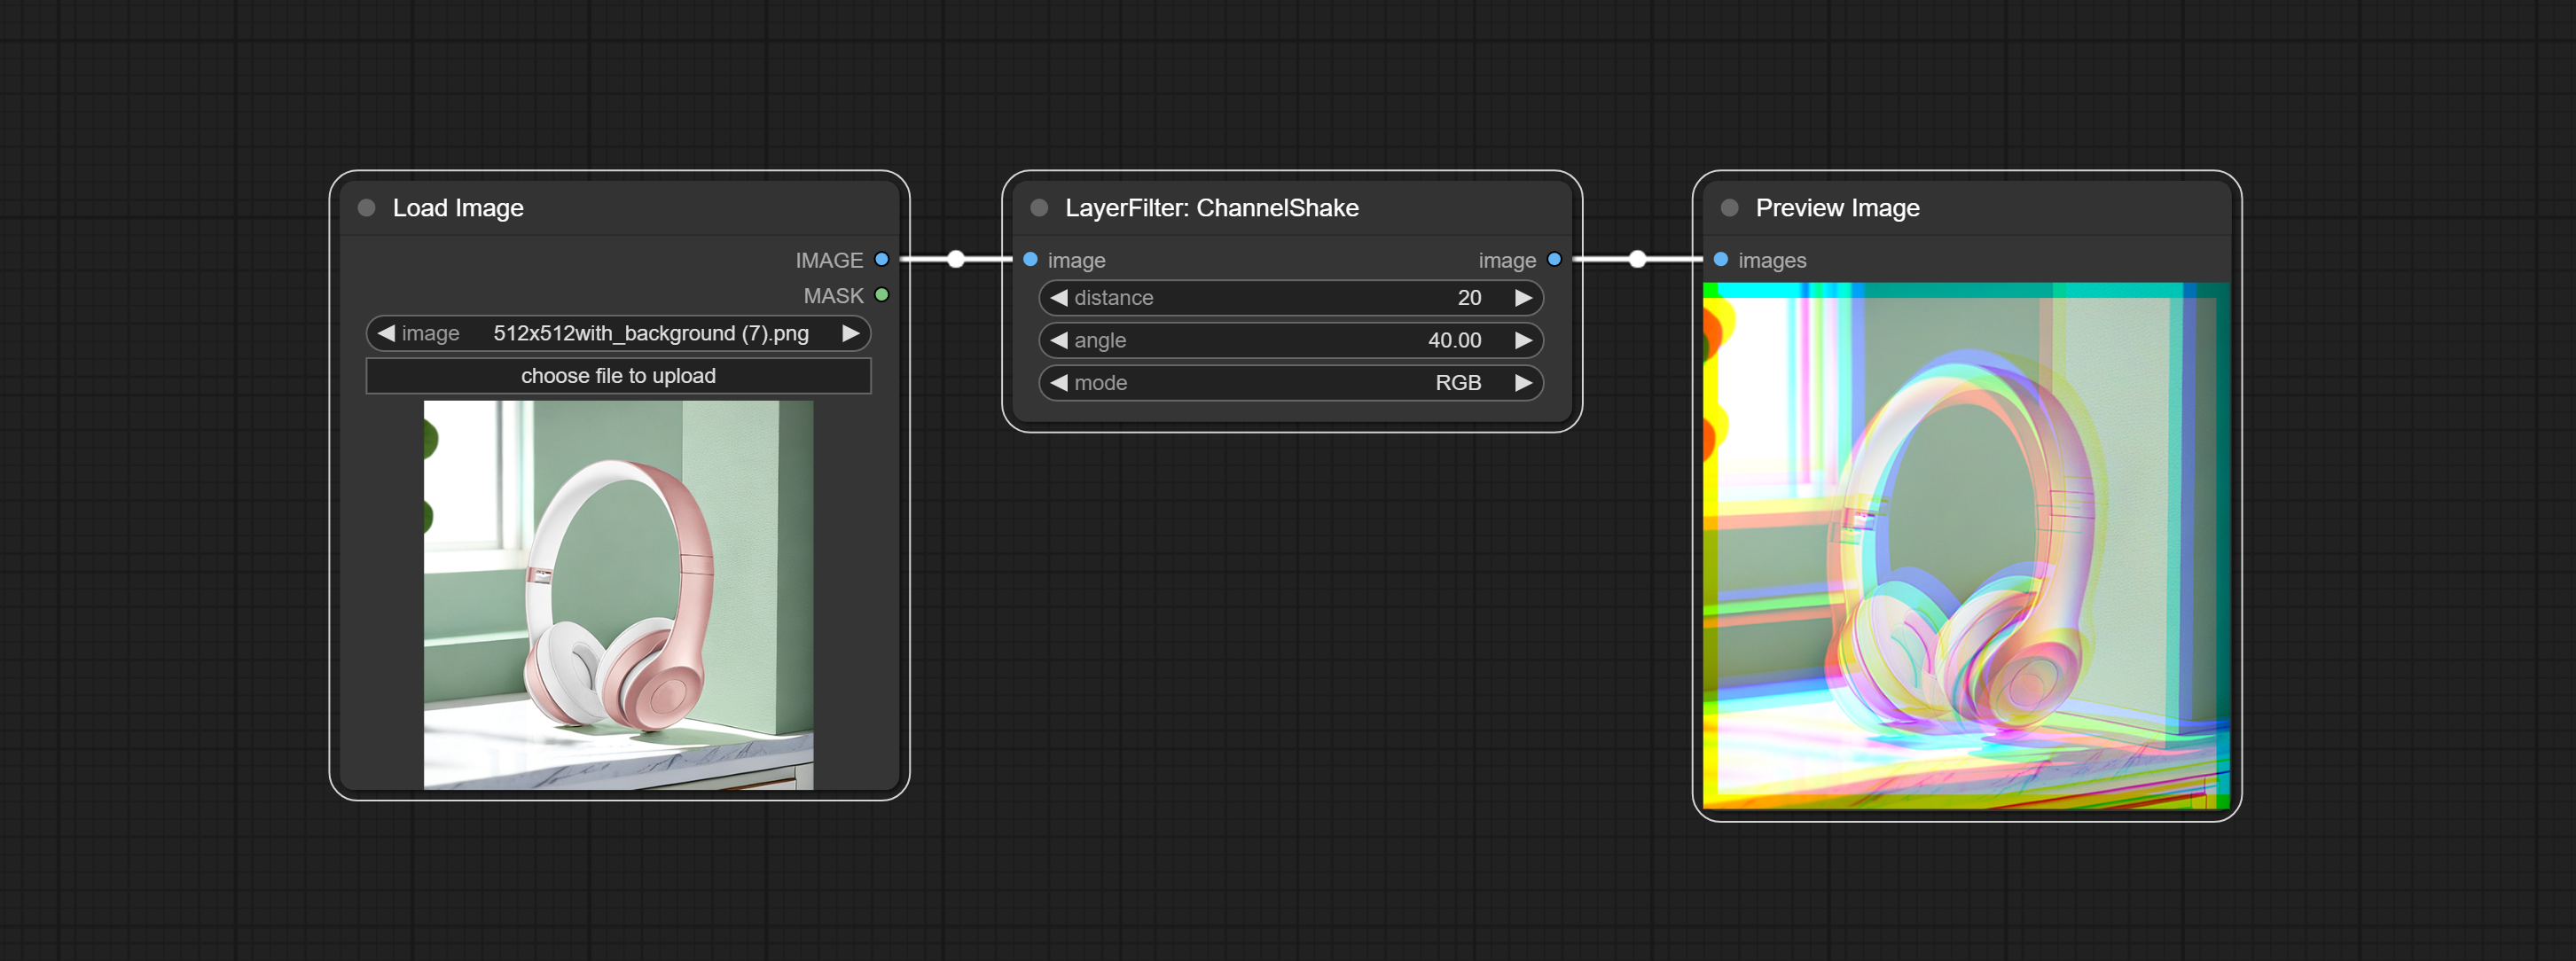 Load Image
IMAGE
MASK
image 512x512with_background (7).png
choose file to upload
LayerFilter: ChannelShake
image image
distance 20
angle 40.00
mode RGB
Preview Image
images